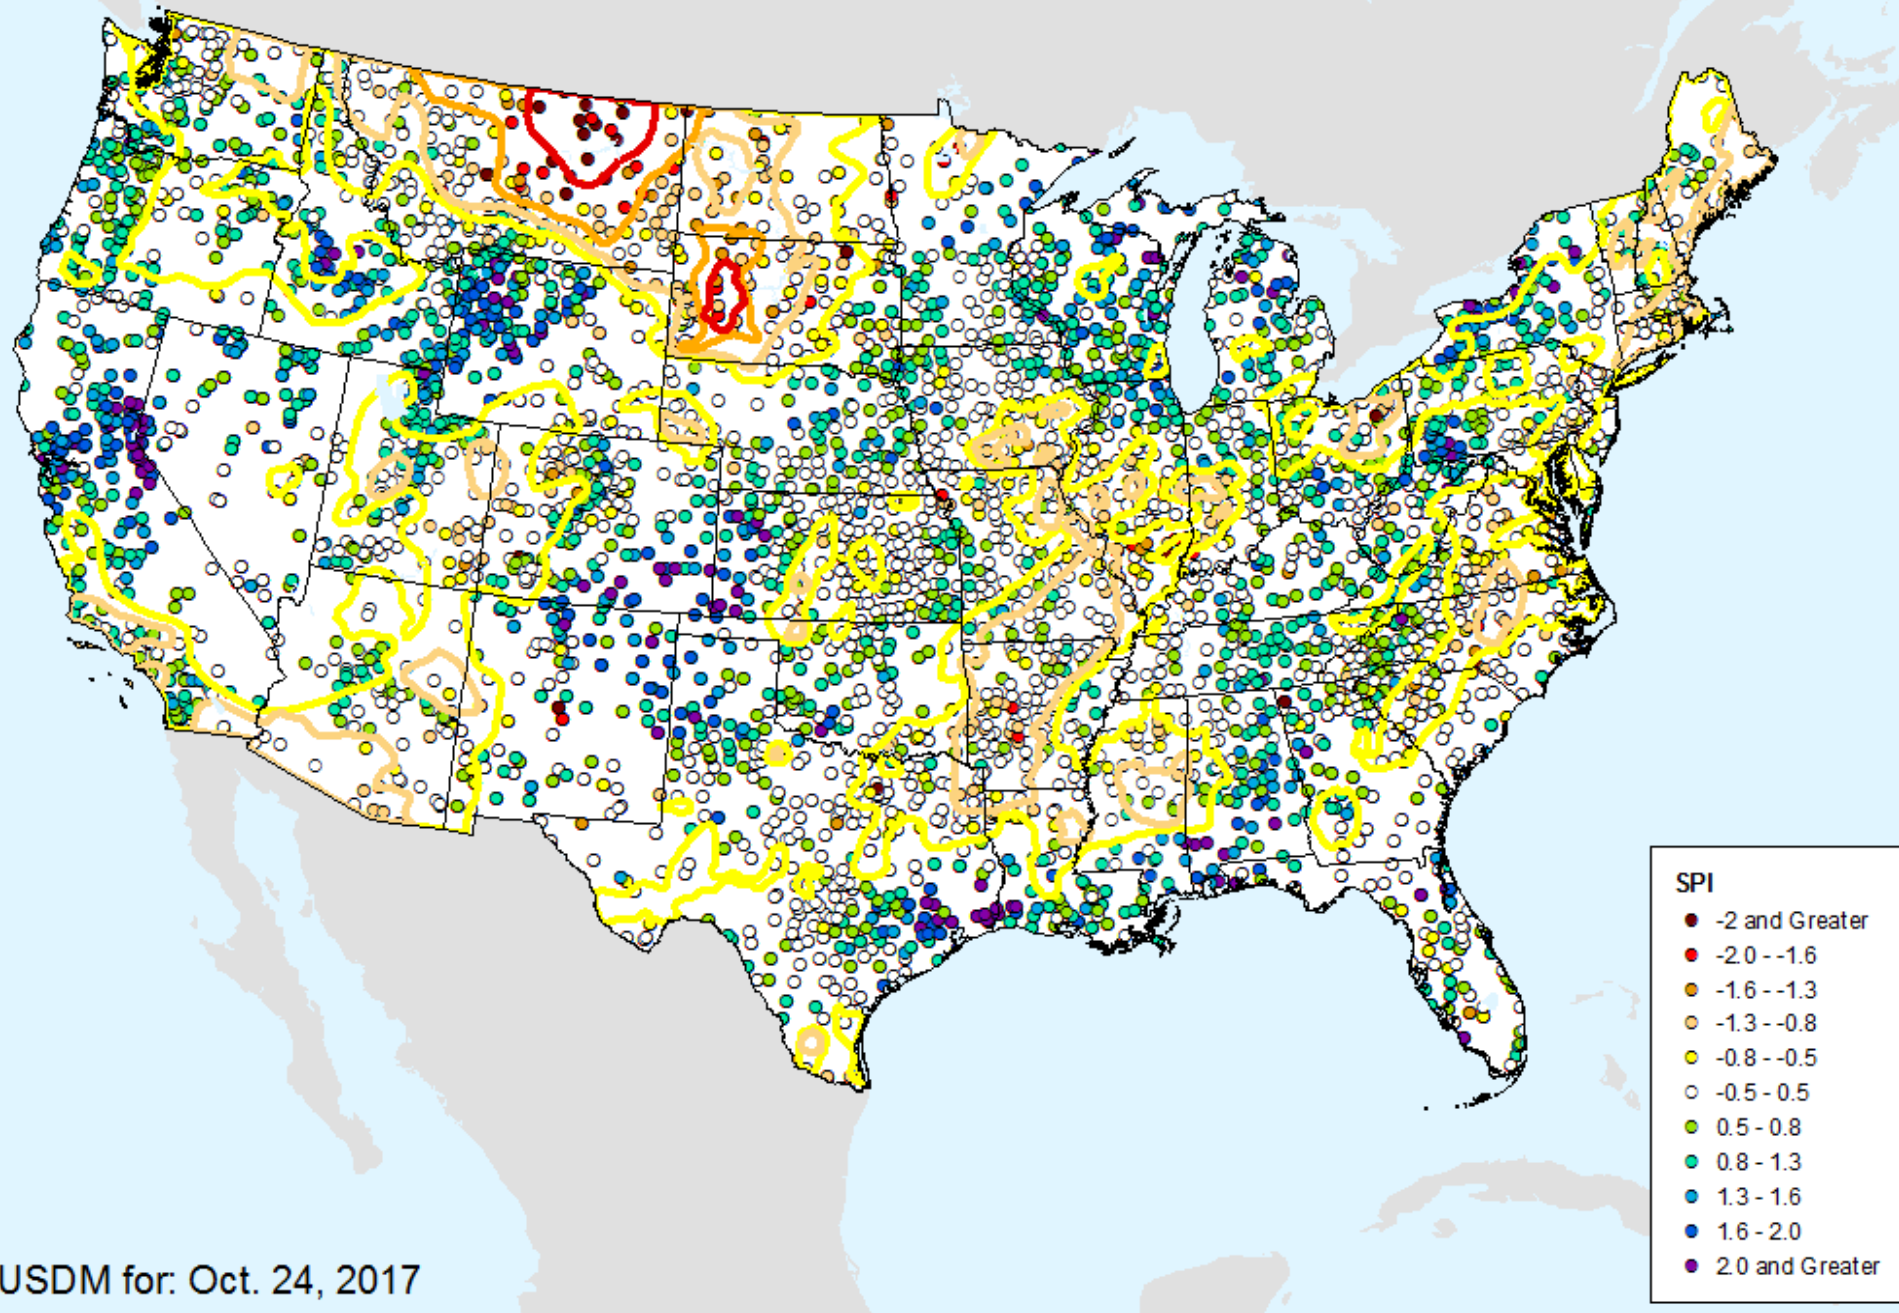 SPI
-2 and Greater
-2.0 - -1.6
-1.6 - -1.3
-1.3 - -0.8
-0.8 - -0.5
-0.5 - 0.5
0.5 - 0.8
0.8 - 1.3
1.3 - 1.6
1.6 - 2.0
2.0 and Greater
USDM for: Oct. 24, 2017